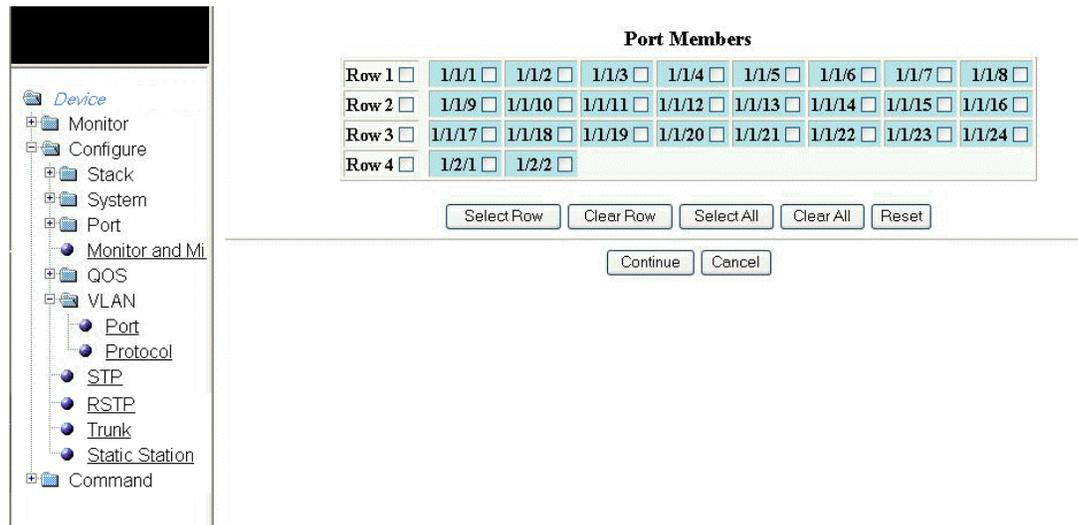 Device
Monitor
Configure
Stack
System
Port
Monitor and Mi
QOS
VLAN
Port
Protocol
STP
RSTP
Trunk
Static Station
Command
Port Members
Row 1 1/1/1 1/1/2 1/1/3 1/1/4 1/1/5 1/1/6 1/1/7 1/1/8
Row 2 1/1/9 1/1/10 1/1/11 1/1/12 1/1/13 1/1/14 1/1/15 1/1/16
Row 3 1/1/17 1/1/18 1/1/19 1/1/20 1/1/21 1/1/22 1/1/23 1/1/24
Row 4 1/2/1 1/2/2
Select Row Clear Row Select All Clear All Reset
Continue Cancel